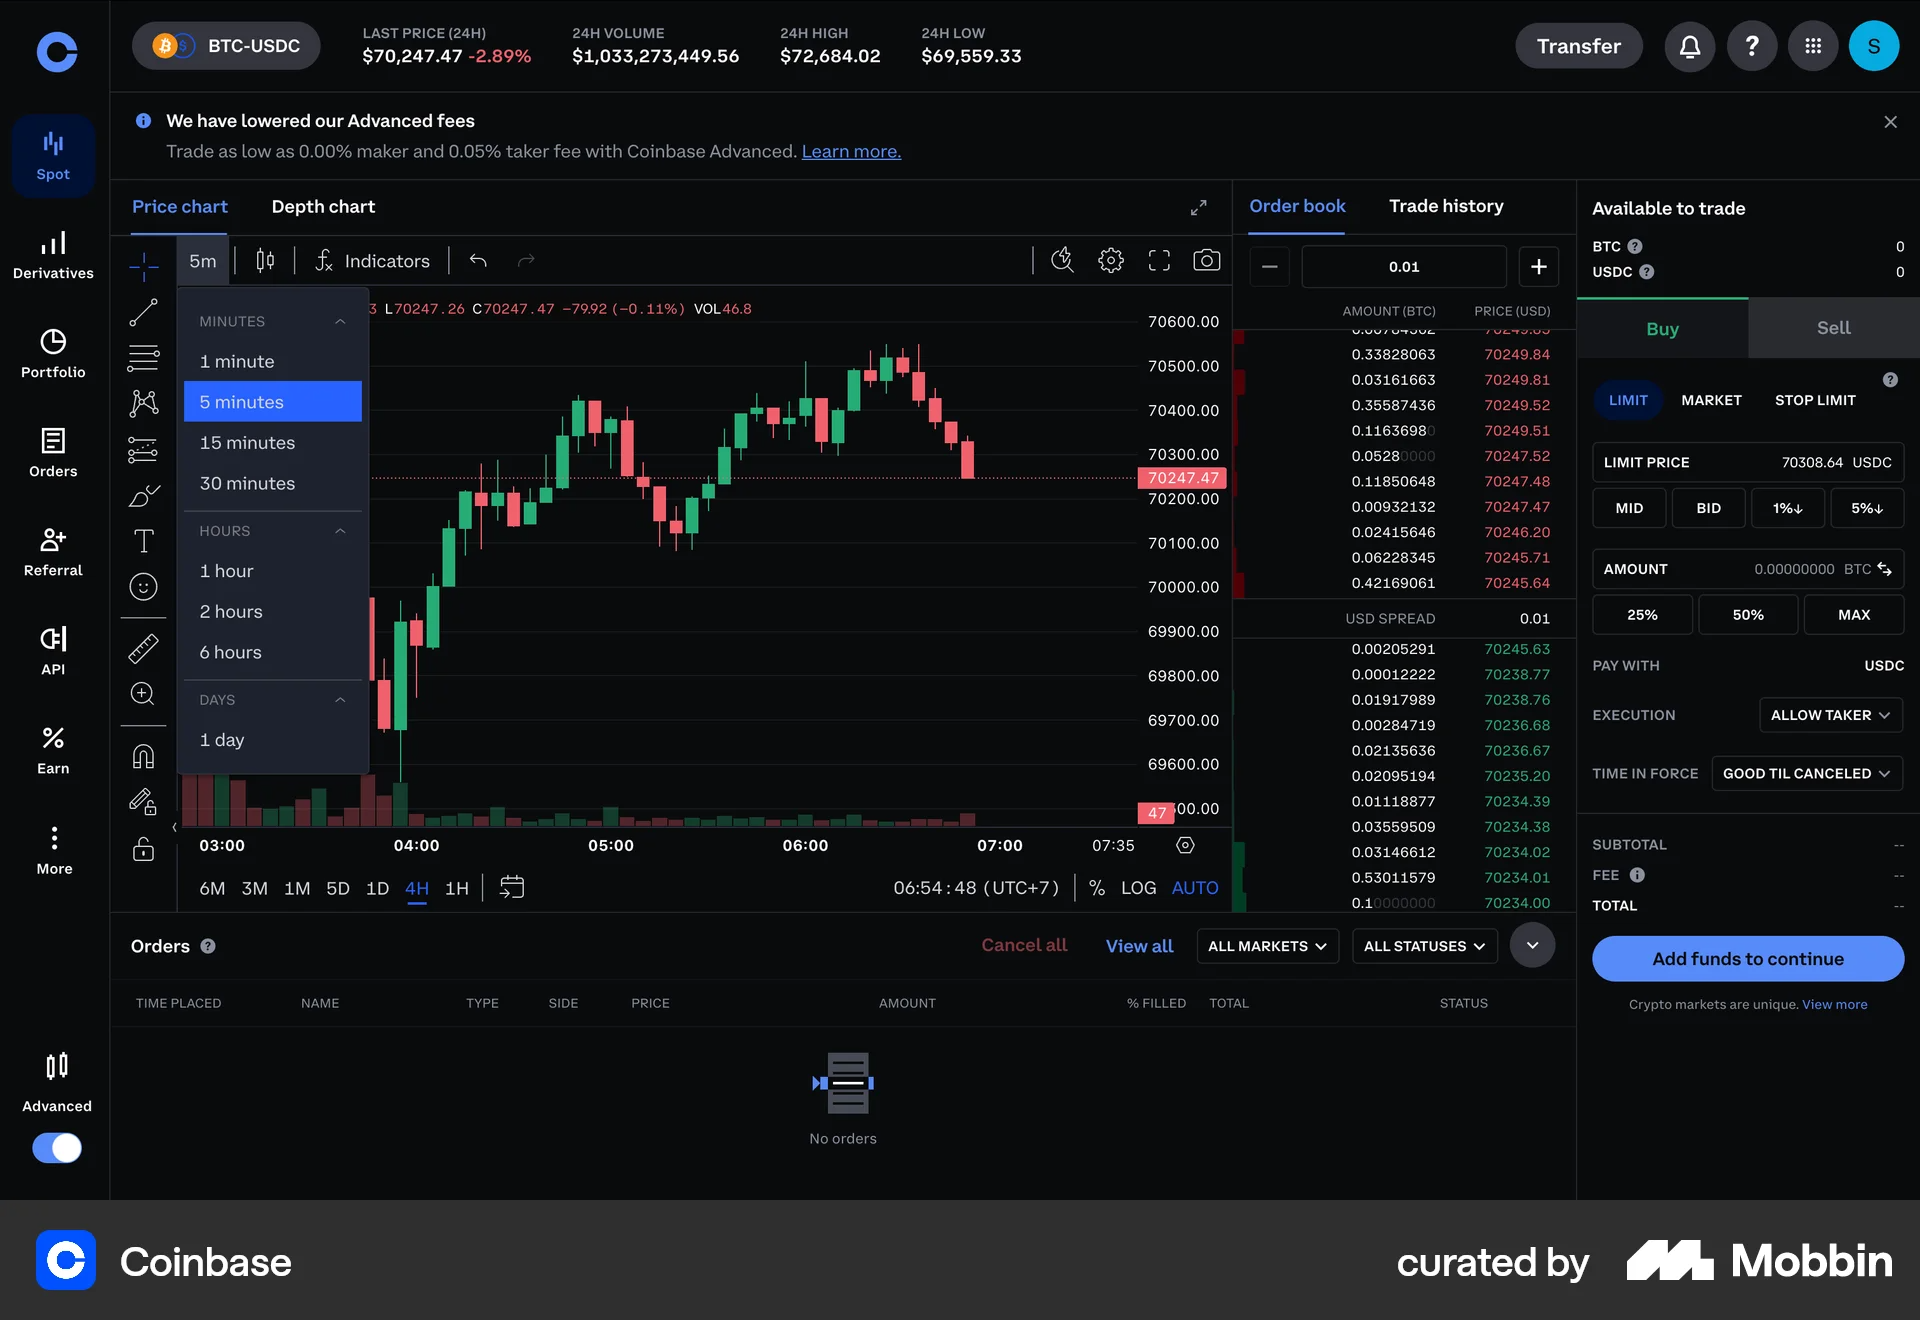 BTC-USDC
LAST PRICE (24H)
$70,247.47 -2.89%
24H VOLUME
$1,033,273,449.56
24H HIGH
$72,684.02
24H LOW
$69,559.33
Transfer
?
S
We have lowered our Advanced fees
Trade as low as 0.00% maker and 0.05% taker fee with Coinbase Advanced. Learn more.
Spot
Derivatives
Portfolio
Orders
Referral
API
Earn
More
Advanced
Price chart
Depth chart
5m
Indicators
3 L70247.26 C70247.47 −79.92 (−0.11%) VOL46.8
MINUTES
1 minute
5 minutes
15 minutes
30 minutes
HOURS
1 hour
2 hours
6 hours
DAYS
1 day
70600.00
70500.00
70400.00
70300.00
70247.47
70200.00
70100.00
70000.00
69900.00
69800.00
69700.00
69600.00
47 00.00
03:00 04:00 05:00 06:00 07:00 07:35
6M 3M 1M 5D 1D 4H 1H
06:54:48 (UTC+7) % LOG AUTO
Order book
Trade history
0.01
AMOUNT (BTC) PRICE (USD)
0.33828063 70249.84
0.03161663 70249.81
0.35587436 70249.52
0.11636980 70249.51
0.05280000 70247.52
0.11850648 70247.48
0.00932132 70247.47
0.02415646 70246.20
0.06228345 70245.71
0.42169061 70245.64
USD SPREAD 0.01
0.00205291 70245.63
0.00012222 70238.77
0.01917989 70238.76
0.00284719 70236.68
0.02135636 70236.67
0.02095194 70235.20
0.01118877 70234.39
0.03559509 70234.38
0.03146612 70234.02
0.53011579 70234.01
0.10000000 70234.00
Available to trade
BTC ? 0
USDC ? 0
Buy
Sell
?
LIMIT MARKET STOP LIMIT
LIMIT PRICE 70308.64 USDC
MID BID 1%↓ 5%↓
AMOUNT 0.00000000 BTC
25% 50% MAX
PAY WITH USDC
EXECUTION ALLOW TAKER
TIME IN FORCE GOOD TIL CANCELED
SUBTOTAL --
FEE --
TOTAL --
Add funds to continue
Crypto markets are unique. View more
Orders ?
Cancel all
View all
ALL MARKETS
ALL STATUSES
TIME PLACED NAME TYPE SIDE PRICE AMOUNT % FILLED TOTAL STATUS
No orders
Coinbase
curated by Mobbin